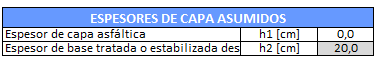 ESPESORES DE CAPA ASUMIDOS
Espesor de capa asfáltica h1 [cm] 0,0
Espesor de base tratada o estabilizada des h2 [cm] 20,0